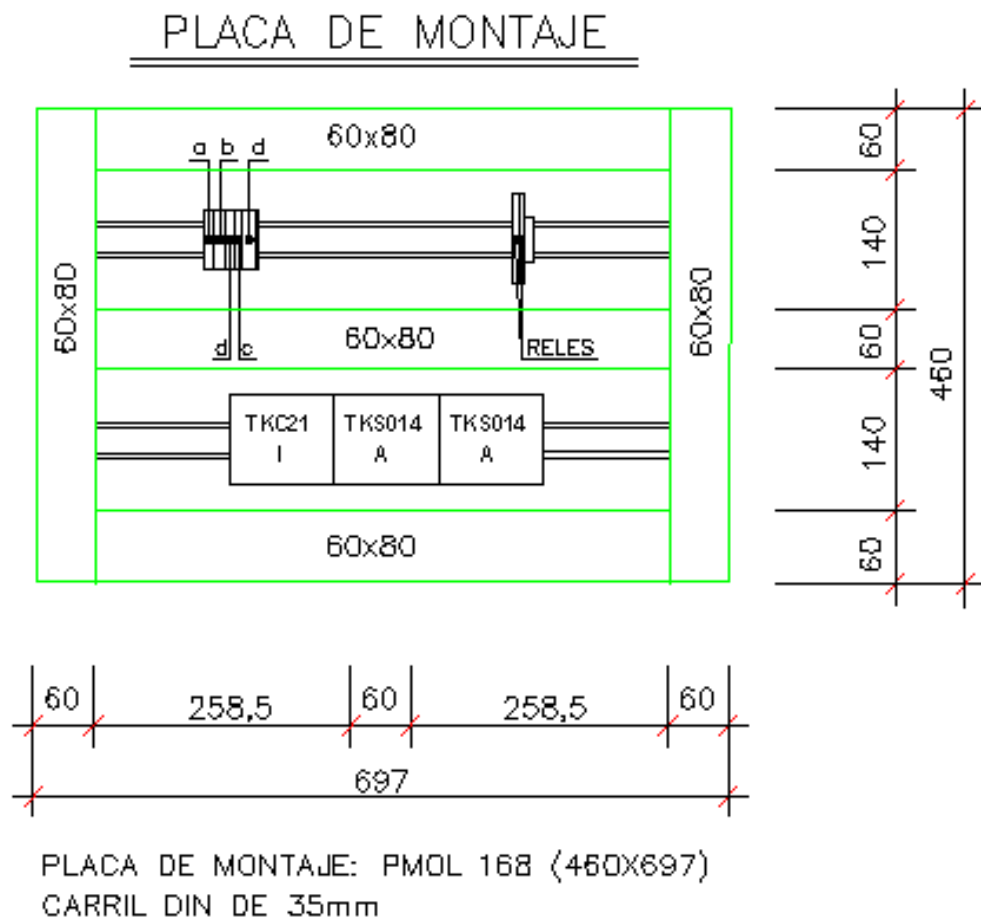 PLACA DE MONTAJE
60x80
a b d
60x80
60x80
60x80
d c
RELES
TKC21
I
TKS014
A
TKS014
A
60x80
60
140
60
140
60
460
60
258,5
60
258,5
60
697
PLACA DE MONTAJE: PMOL 168 (460X697)
CARRIL DIN DE 35mm